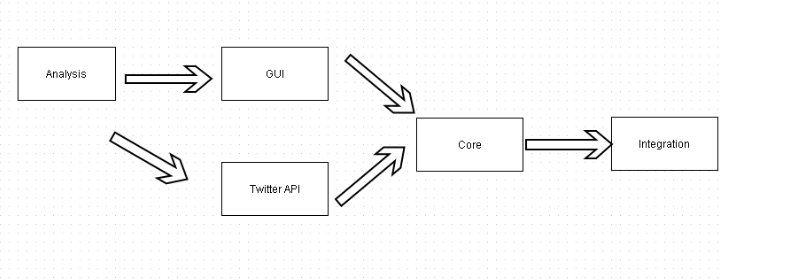 Analysis
GUI
Twitter API
Core
Integration